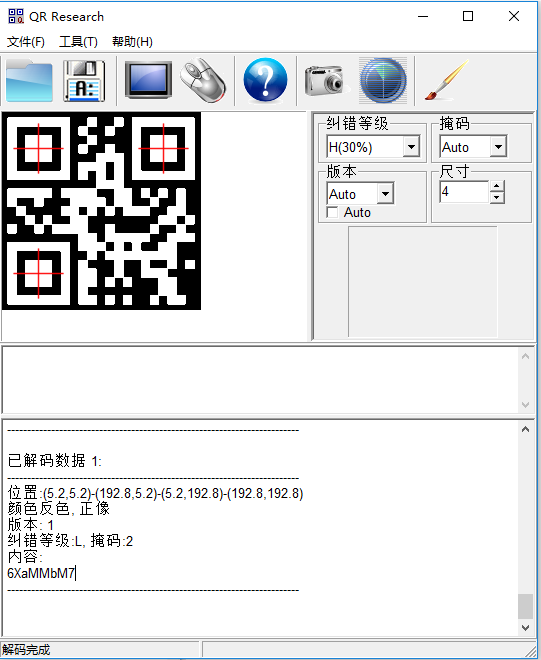 QR Research
文件(F) 工具(T) 帮助(H)
A:
纠错等级
H(30%)
掩码
Auto
版本
Auto
Auto
尺寸
4
已解码数据 1:
位置:(5.2,5.2)-(192.8,5.2)-(5.2,192.8)-(192.8,192.8)
颜色反色, 正像
版本: 1
纠错等级:L, 掩码:2
内容:
6XaMMbM7
解码完成